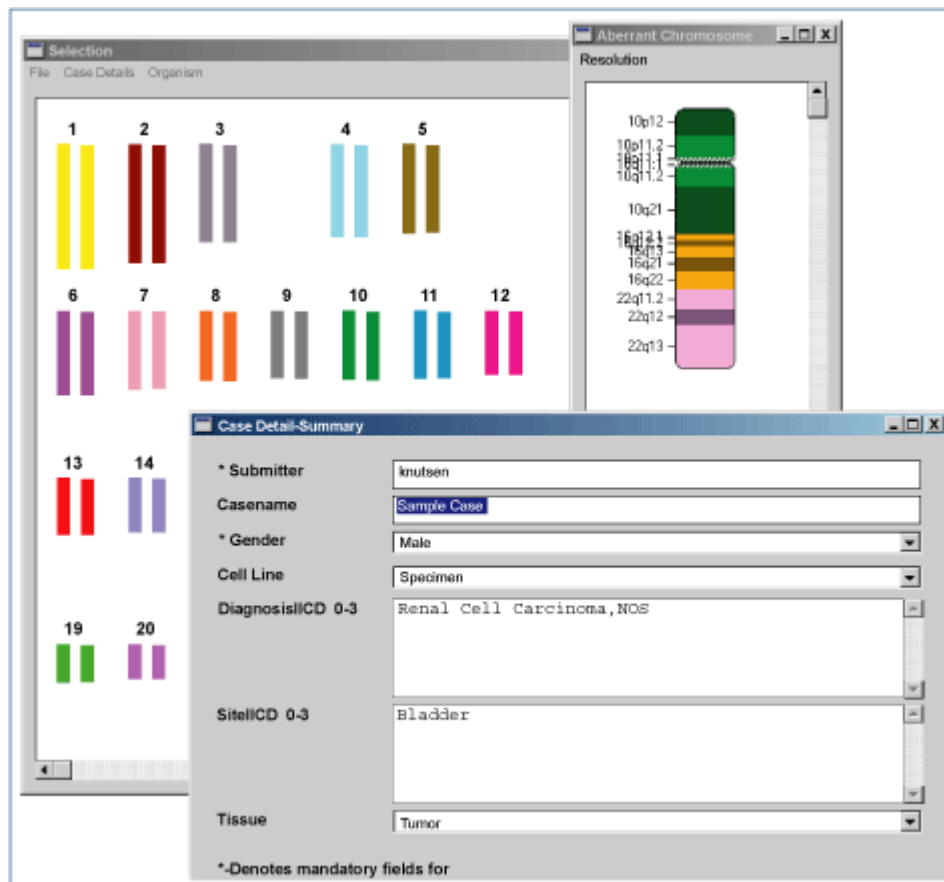 Selection
File Case Details Organism
1 2 3 4 5
6 7 8 9 10 11 12
13 14
19 20
Aberrant Chromosome
Resolution
10p12
10p11.2
10q11.2
10q21
16q13
16q21
16q22
22q11.2
22q12
22q13
Case Detail-Summary
* Submitter knutsen
Casename Sample Case
* Gender Male
Cell Line Specimen
DiagnosisIICD 0-3 Renal Cell Carcinoma,NOS
SiteIICD 0-3 Bladder
Tissue Tumor
*-Denotes mandatory fields for